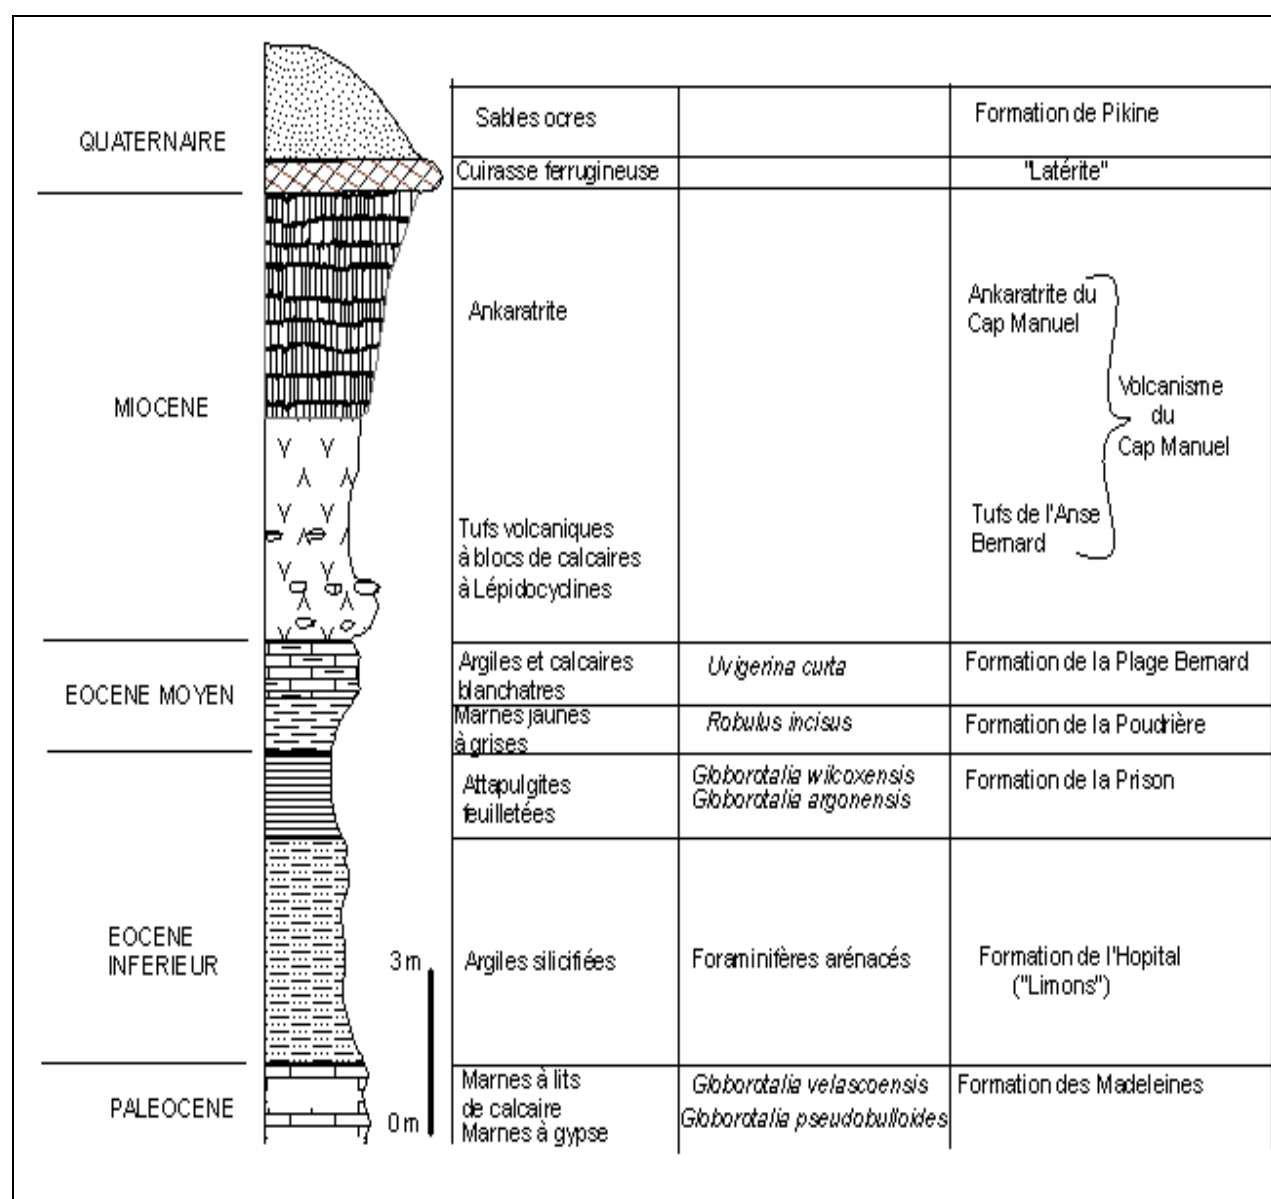 QUATERNAIRE
Sables ocres
Formation de Pikine
Cuirasse ferrugineuse
"Latérite"
MIOCENE
Ankaratrite
Ankaratrite du
Cap Manuel
Volcanisme
du
Cap Manuel
Tufs volcaniques
à blocs de calcaires
à Lépidocyclines
Tufs de l'Anse
Bernard
EOCENE MOYEN
Argiles et calcaires
blanchatres
Uvigerina curta
Formation de la Plage Bernard
Marnes jaunes
à grises
Robulus incisus
Formation de la Poudrière
Attapulgites
feuilletées
Globorotalia wilcoxensis
Globorotalia argonensis
Formation de la Prison
EOCENE
INFERIEUR
3 m
Argiles silicifiées
Foraminifères arénacés
Formation de l'Hopital
("Limons")
PALEOCENE
0 m
Marnes à lits
de calcaire
Marnes à gypse
Globorotalia velascoensis
Globorotalia pseudobulloides
Formation des Madeleines